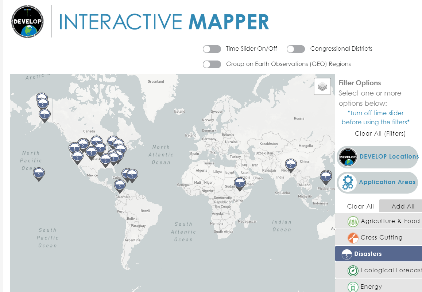 DEVELOP
INTERACTIVE MAPPER
Time Slider On/Off
Congressional Districts
Group on Earth Observations (GEO) Regions
Filter Options
Select one or more
options below:
*turn off time slider
before using the filters*
Clear All (Filters)
DEVELOP Locations
Application Areas
Clear All
Add All
Agriculture & Food
Cross Cutting
Disasters
Ecological Forecast
Energy
North
Pacific
Ocean
North
Atlantic
Ocean
South
Pacific
Ocean
South
Atlantic
Ocean
Indian
Ocean